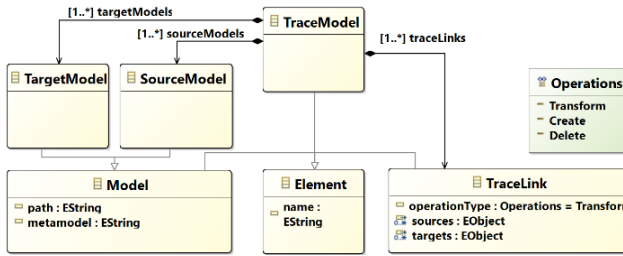 [1..*] targetModels
TraceModel
[1..*] sourceModels
[1..*] traceLinks
TargetModel
SourceModel
Operations
Transform
Create
Delete
Model
path : EString
metamodel : EString
Element
name :
EString
TraceLink
operationType : Operations = Transform
sources : EObject
targets : EObject